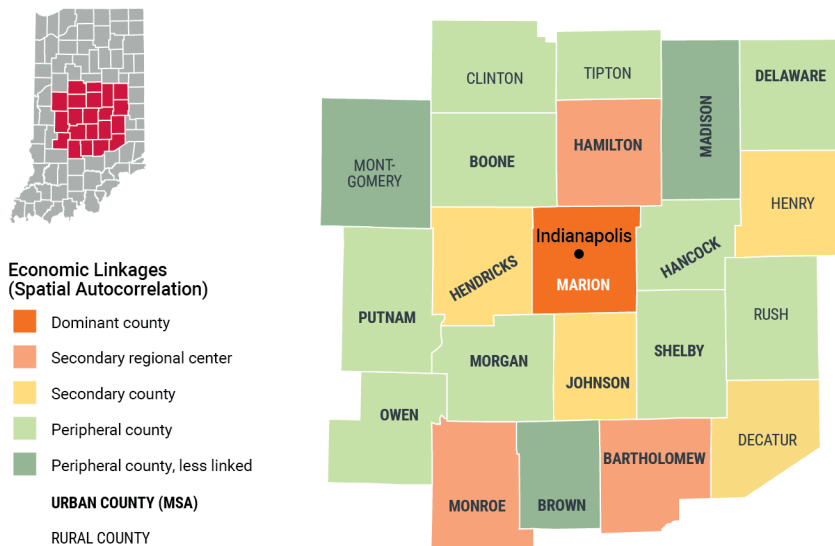 Economic Linkages
(Spatial Autocorrelation)
Dominant county
Secondary regional center
Secondary county
Peripheral county
Peripheral county, less linked
URBAN COUNTY (MSA)
RURAL COUNTY
CLINTON
TIPTON
DELAWARE
MADISON
HAMILTON
BOONE
MONT-
GOMERY
HENRY
Indianapolis
MARION
HANCOCK
HENDRICKS
PUTNAM
RUSH
SHELBY
MORGAN
JOHNSON
OWEN
DECATUR
BARTHOLOMEW
MONROE
BROWN